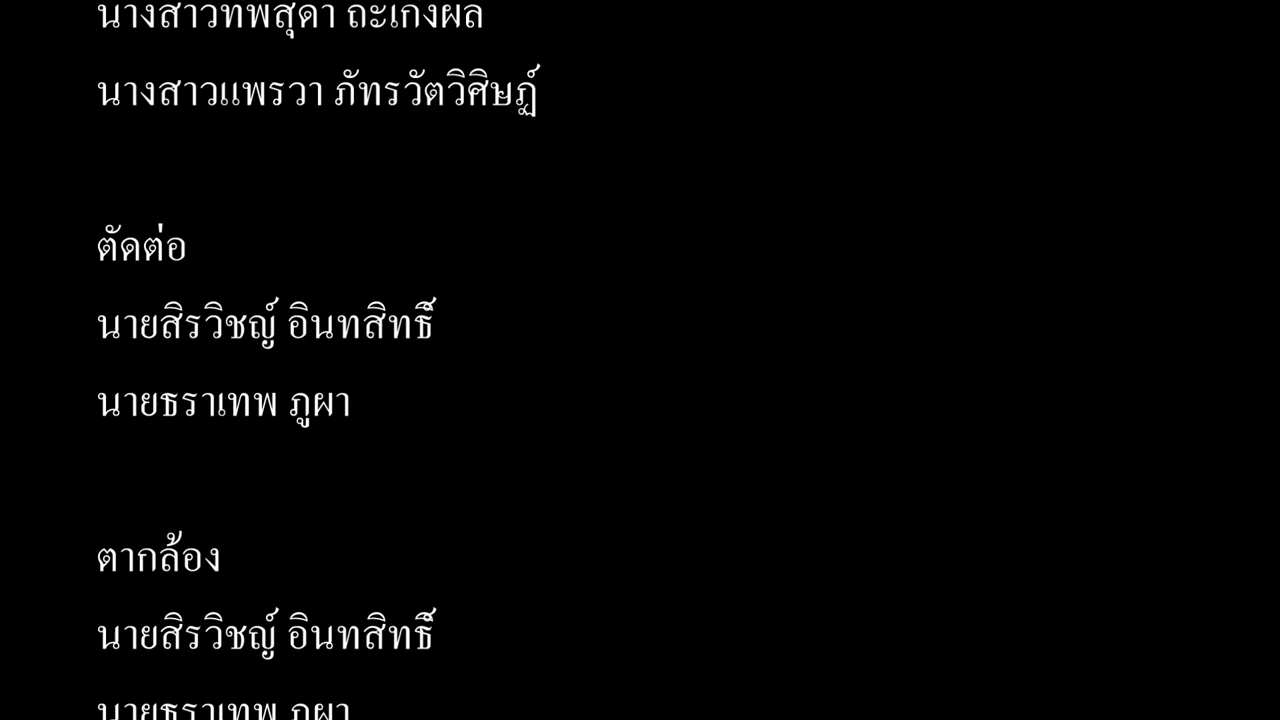 นางสาวทิพสุดา ถะเกิงผล
นางสาวแพรวา ภัทรวัตวิศิษฏ์
ตัดต่อ
นายสิรวิชญ์ อินทสิทธิ์
นายธราเทพ ภูผา
ตากล้อง
นายสิรวิชญ์ อินทสิทธิ์
นายธราเทพ ภูผา